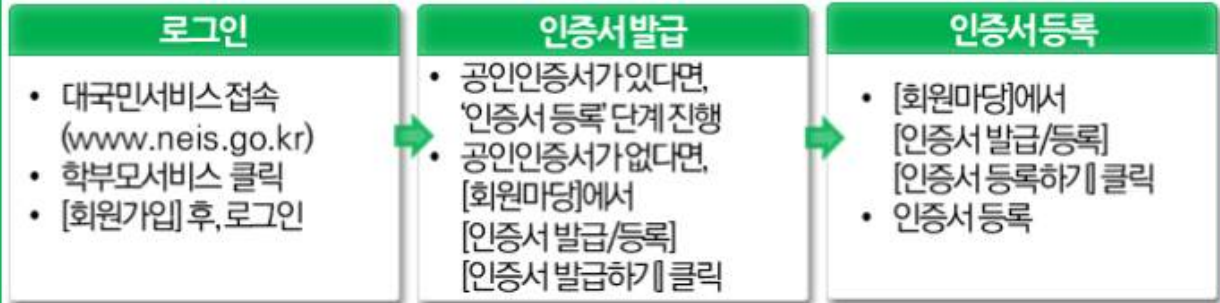 로그인
• 대국민서비스 접속
(www.neis.go.kr)
• 학부모서비스 클릭
• [회원가입] 후, 로그인
인증서 발급
• 공인인증서가 있다면,
‘인증서 등록’ 단계 진행
• 공인인증서가 없다면,
[회원마당]에서
[인증서 발급/등록]
[인증서 발급하기] 클릭
인증서 등록
• [회원마당]에서
[인증서 발급/등록]
[인증서 등록하기] 클릭
• 인증서 등록